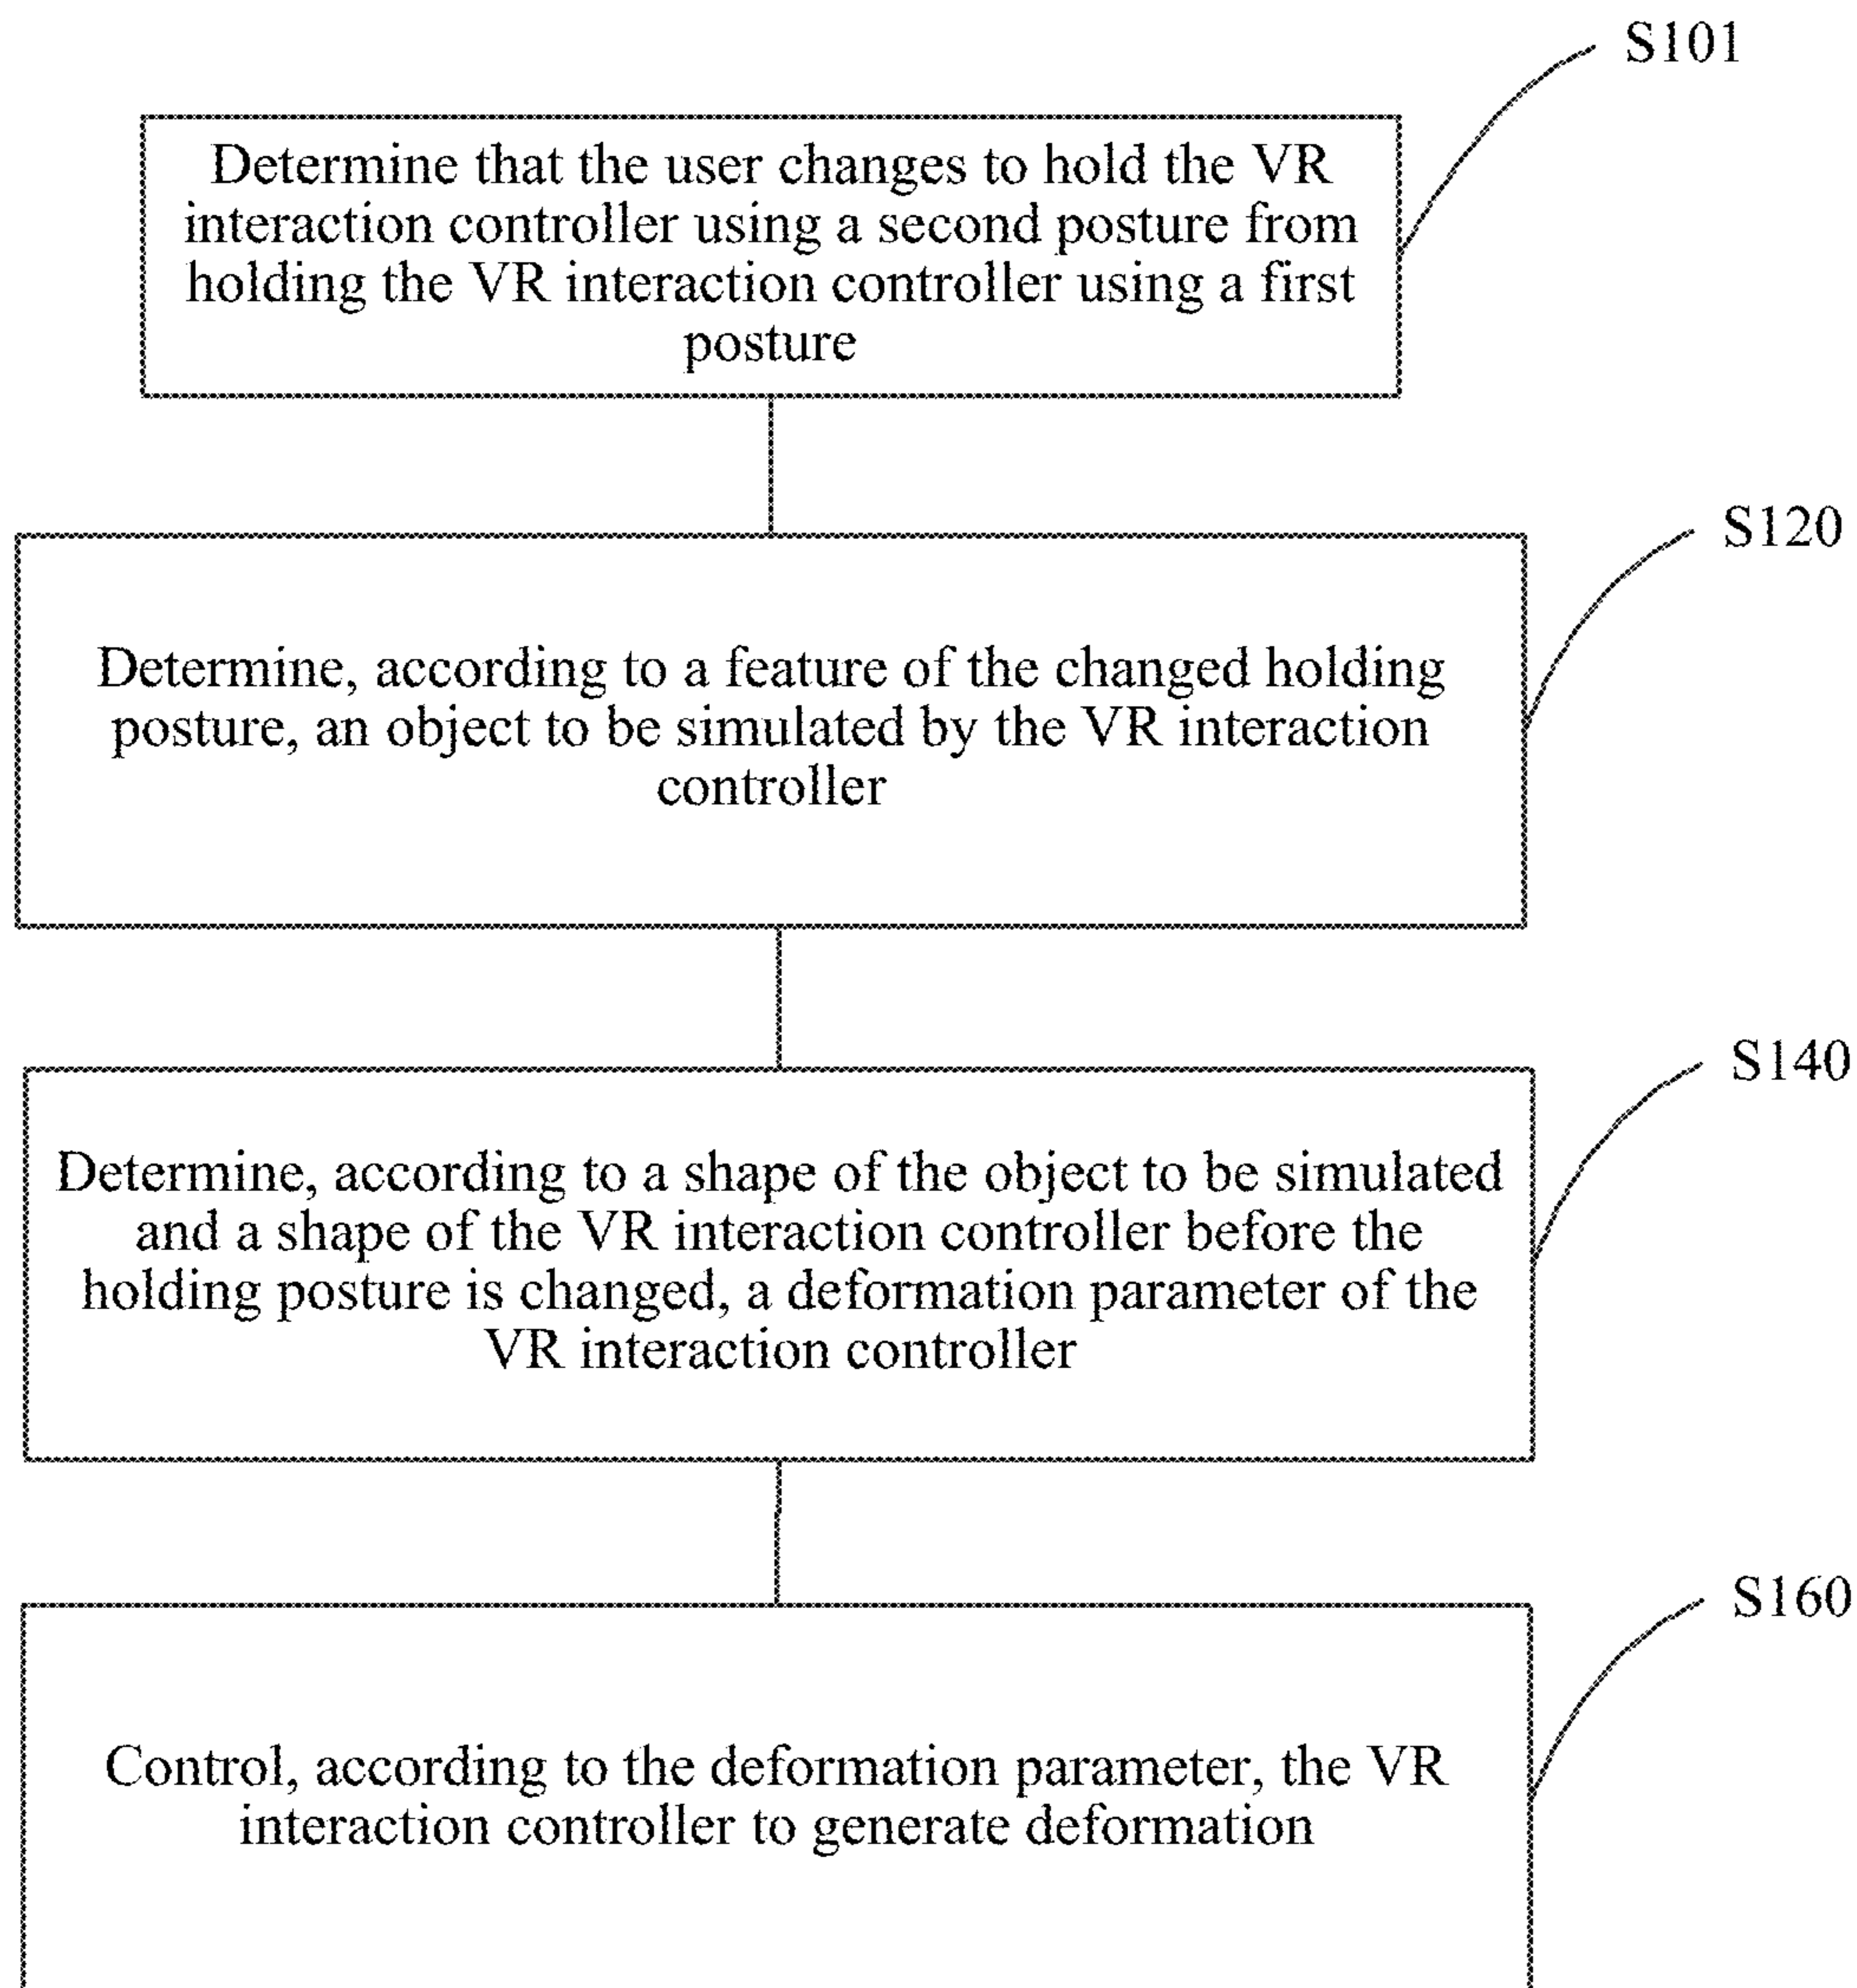 S101
Determine that the user changes to hold the VR
interaction controller using a second posture from
holding the VR interaction controller using a first
posture
S120
Determine, according to a feature of the changed holding
posture, an object to be simulated by the VR interaction
controller
S140
Determine, according to a shape of the object to be simulated
and a shape of the VR interaction controller before the
holding posture is changed, a deformation parameter of the
VR interaction controller
S160
Control, according to the deformation parameter, the VR
interaction controller to generate deformation